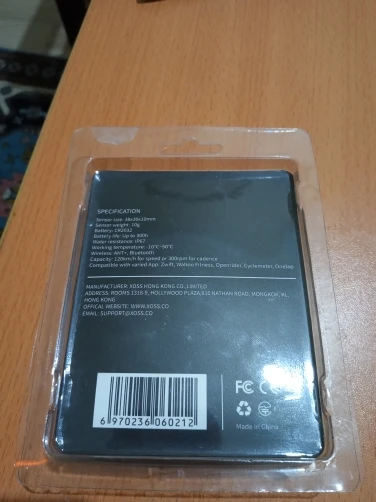 SPECIFICATION
Sensor size: 38x30x10mm
Sensor weight: 10g
Battery: CR2032
Battery life: Up to 300h
Water resistance: IP67
Working temperature: -10°C-50°C
Wireless: ANT+, Bluetooth
Capacity: 120km/h for speed or 300rpm for cadence
Compatible with varied App: Zwift, Wahoo Fitness, Openrider, Cyclemeter,
MANUFACTURER: XOSS HONG KONG CO.,LIMITED
ADDRESS: ROOMS 1318-9, HOLLYWOOD PLAZA,610 NATHAN ROAD, MONGKOK, KL,
HONG KONG
OFFICAL WEBSITE: WWW.XOSS.CO
EMAIL: SUPPORT@XOSS.CO
6 970236 060212
FC CE
Made in China